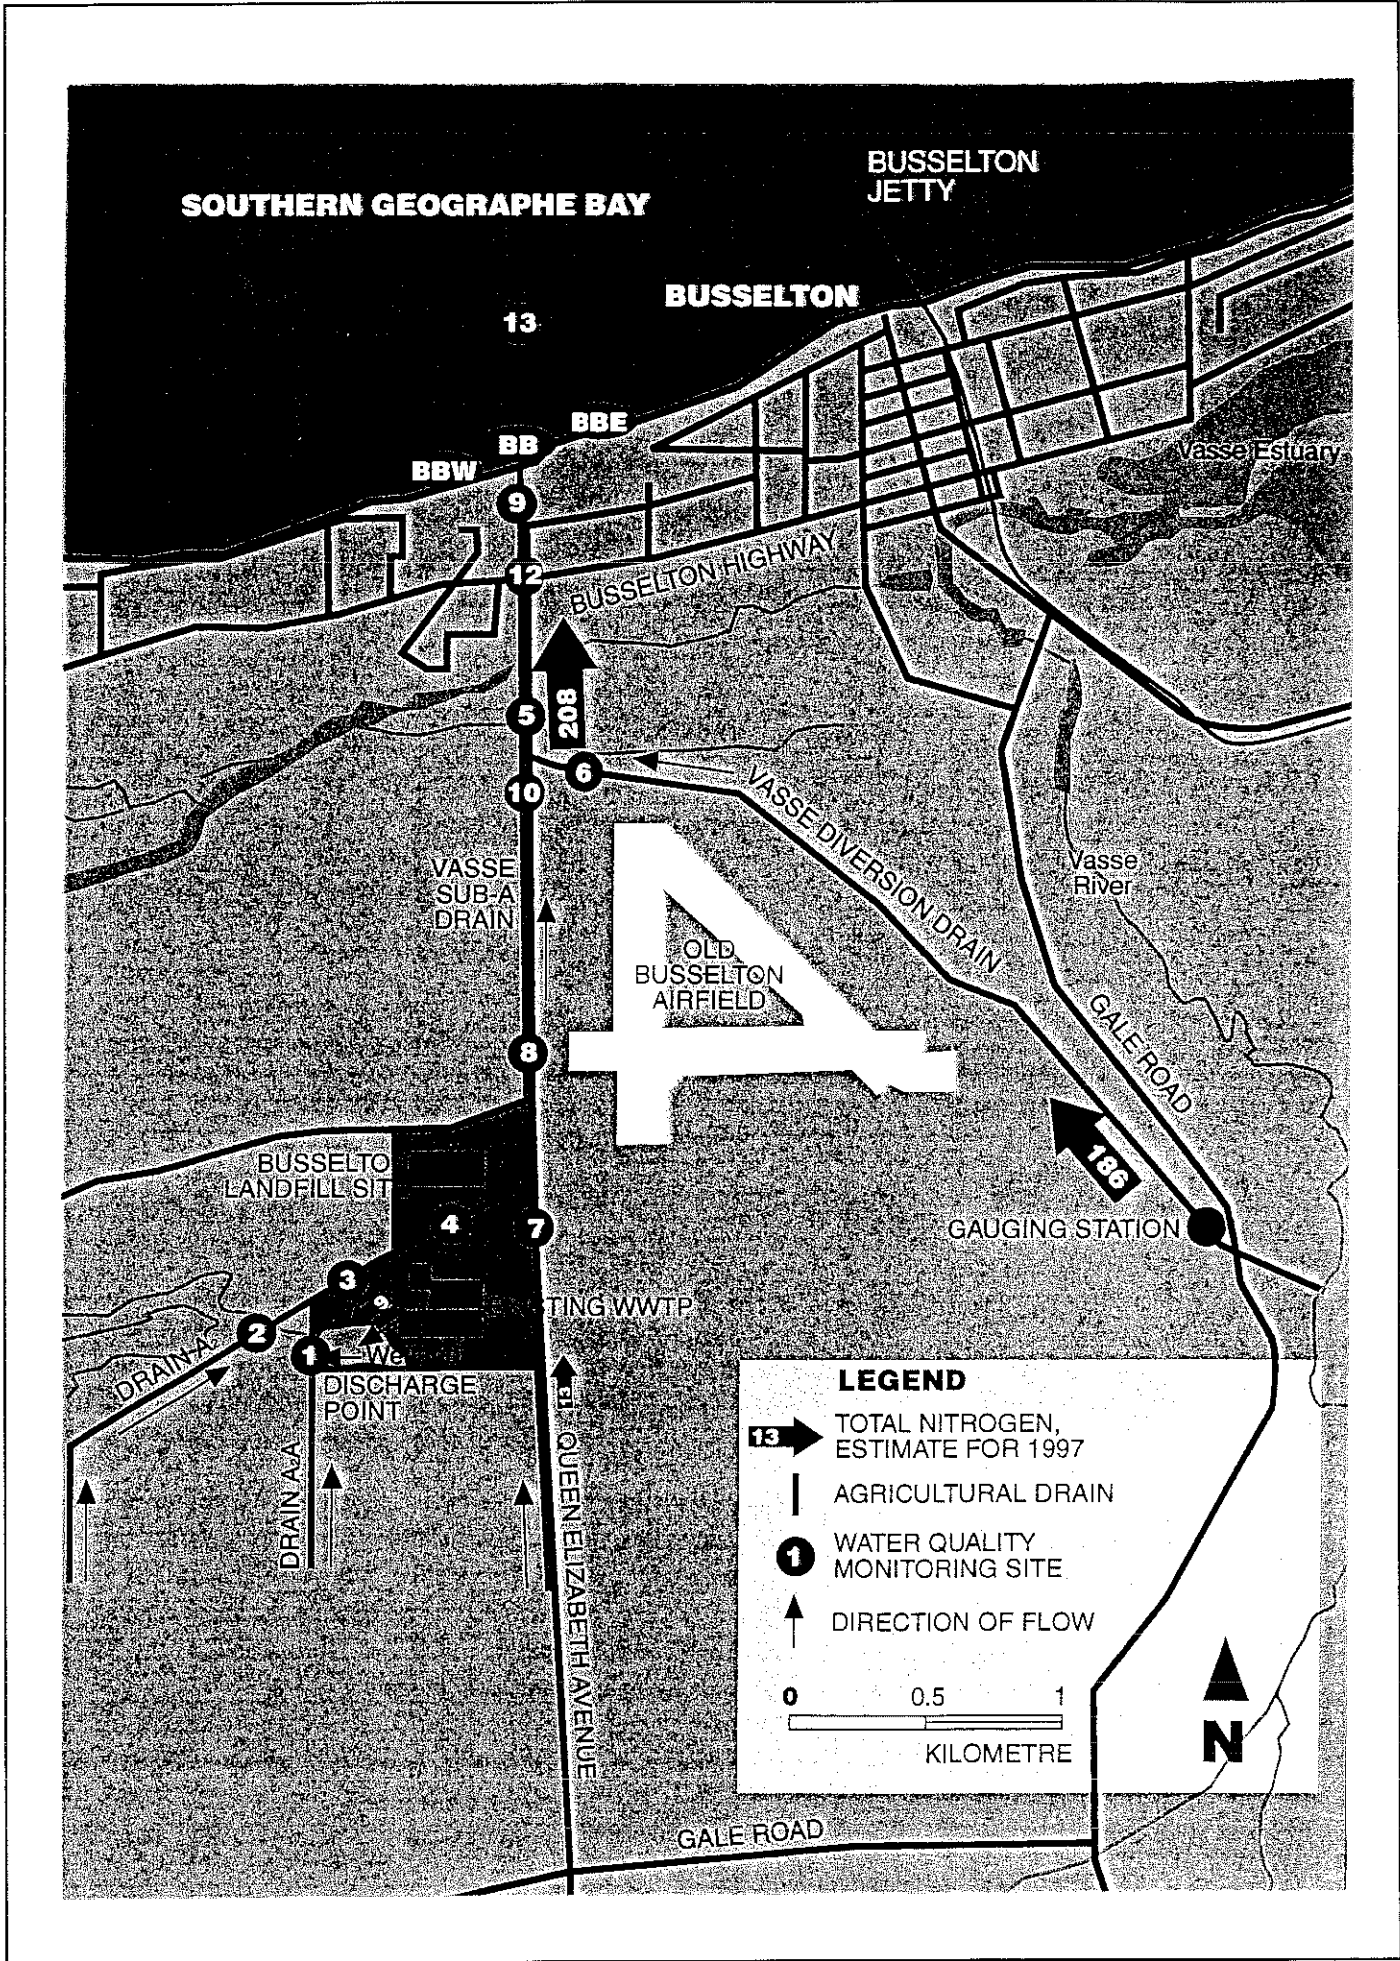 BUSSELTON
JETTY
SOUTHERN GEOGRAPHE BAY
BUSSELTON
13
BBE
BB
BBW
Vasse Estuary
9
12
BUSSELTON HIGHWAY
208
5
6
10
VASSE DIVERSION DRAIN
VASSE
SUB-A
DRAIN
Vasse
River
OLD
BUSSELTON
AIRFIELD
8
GALE ROAD
186
BUSSELTO
LANDFILL SIT
4
7
GAUGING STATION
3
9
TING WWTP
2
1
We
DRAIN A
DISCHARGE
POINT
DRAIN A-A
QUEEN ELIZABETH AVENUE
LEGEND
13
TOTAL NITROGEN,
ESTIMATE FOR 1997
AGRICULTURAL DRAIN
1
WATER QUALITY
MONITORING SITE
DIRECTION OF FLOW
0 0.5 1
KILOMETRE
N
GALE ROAD